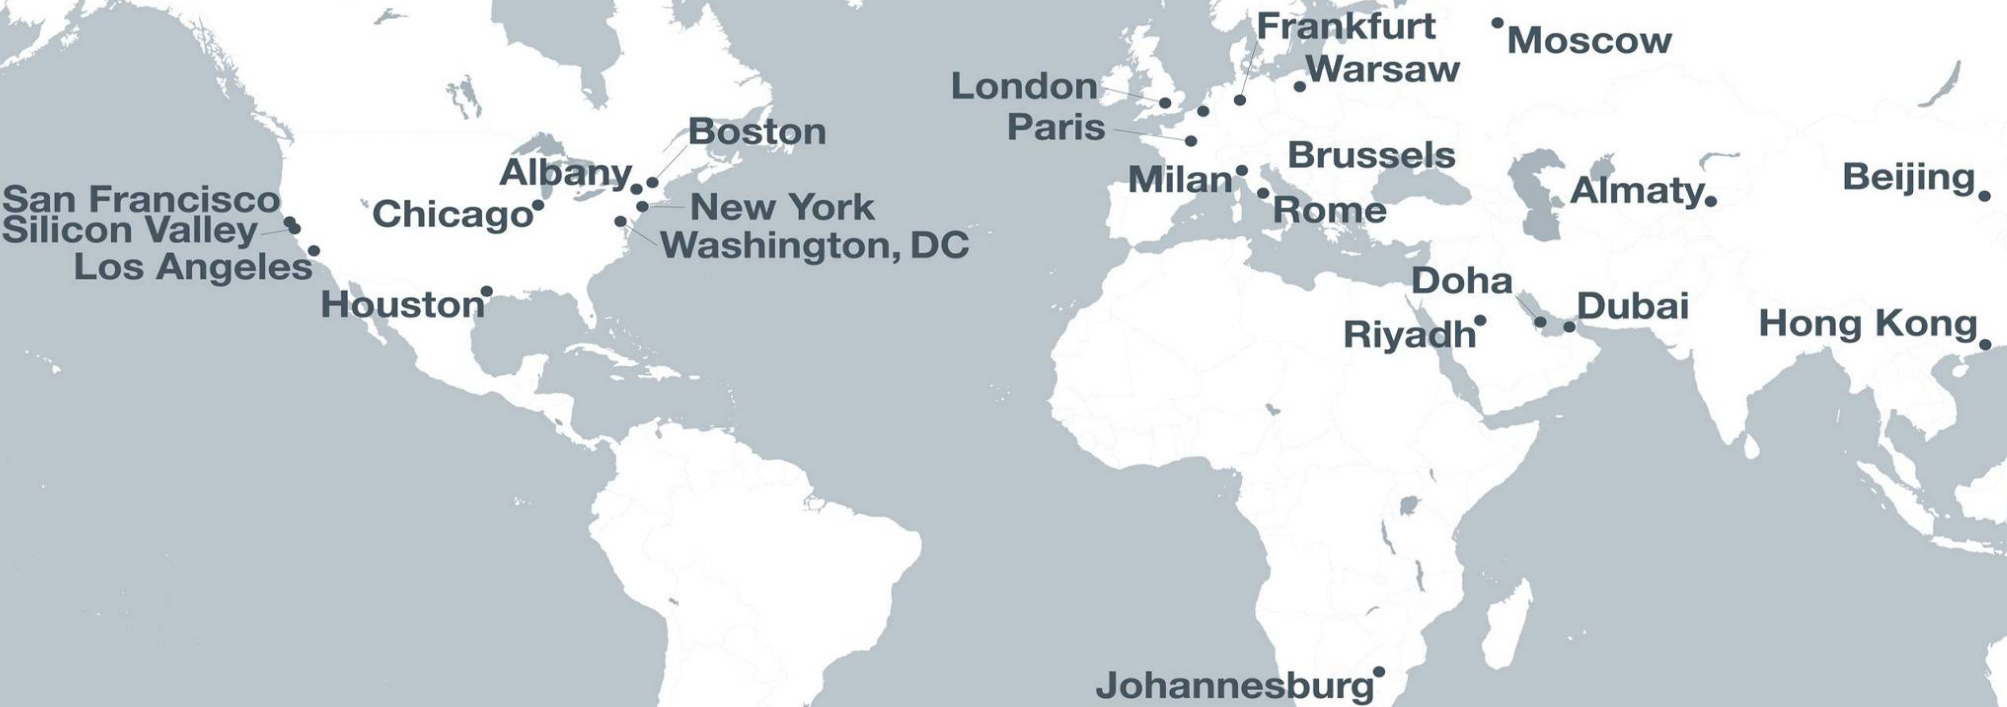 Frankfurt
Moscow
Warsaw
London
Paris
Boston
Brussels
Albany
Milan
Beijing
Almaty
San Francisco
Chicago
New York
Rome
Silicon Valley
Washington, DC
Los Angeles
Doha
Houston
Dubai
Riyadh
Hong Kong
Johannesburg